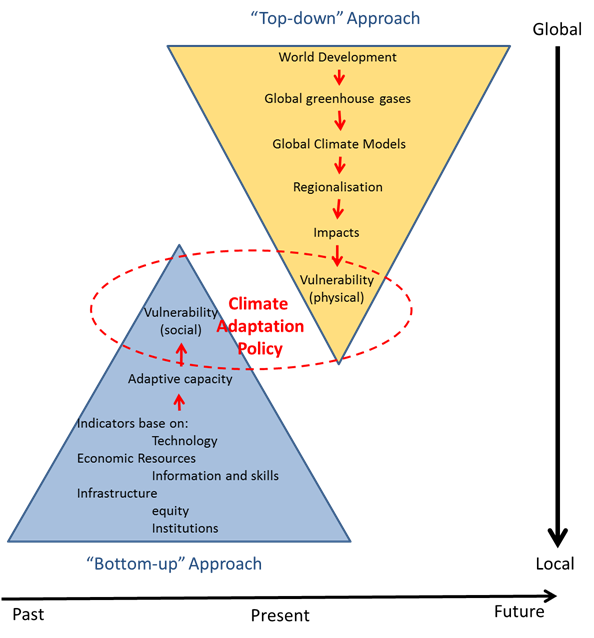 “Top-down” Approach
Global
World Development
Global greenhouse gases
Global Climate Models
Regionalisation
Impacts
Vulnerability
(physical)
Climate
Adaptation
Policy
Vulnerability
(social)
Adaptive capacity
Indicators base on:
Technology
Economic Resources
Information and skills
Infrastructure
equity
Institutions
“Bottom-up” Approach
Local
Past
Present
Future